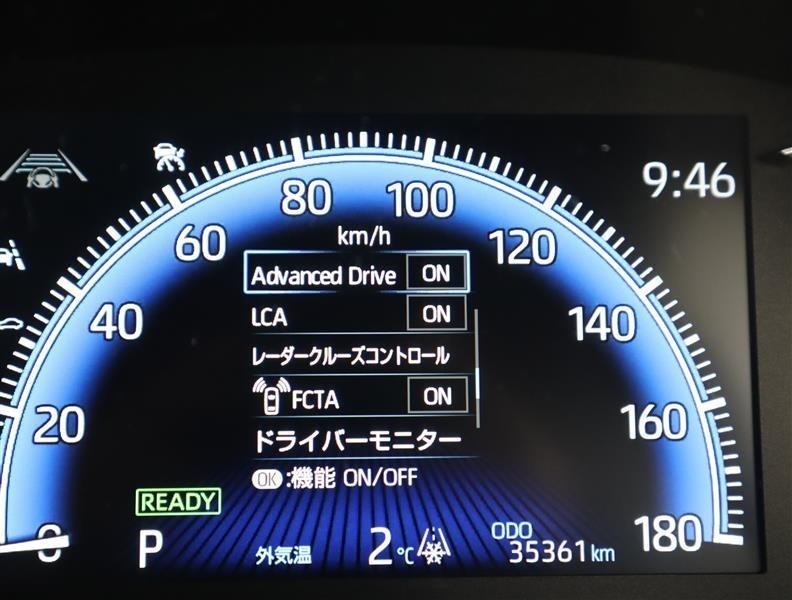 9:46
80 100
km/h
60 120
Advanced Drive ON
LCA ON
40 140
レーダークルーズコントロール
FCTA ON
20 160
ドライバーモニター
OK:機能 ON/OFF
READY
0 180
P 外気温 2℃ ODO 35361km